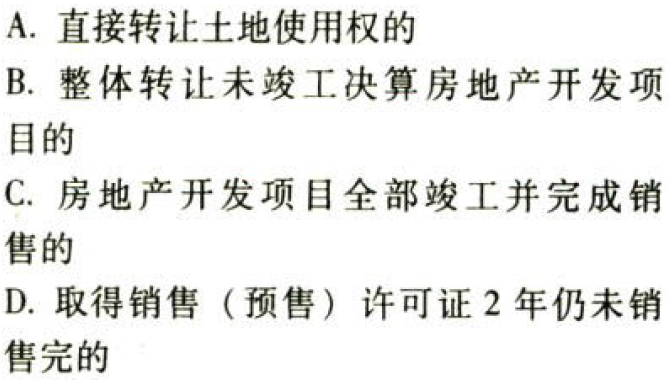 A. 直接转让土地使用权的
B. 整体转让未竣工决算房地产开发项
目的
C. 房地产开发项目全部竣工并完成销
售的
D. 取得销售（预售）许可证 2 年仍未销
售完的